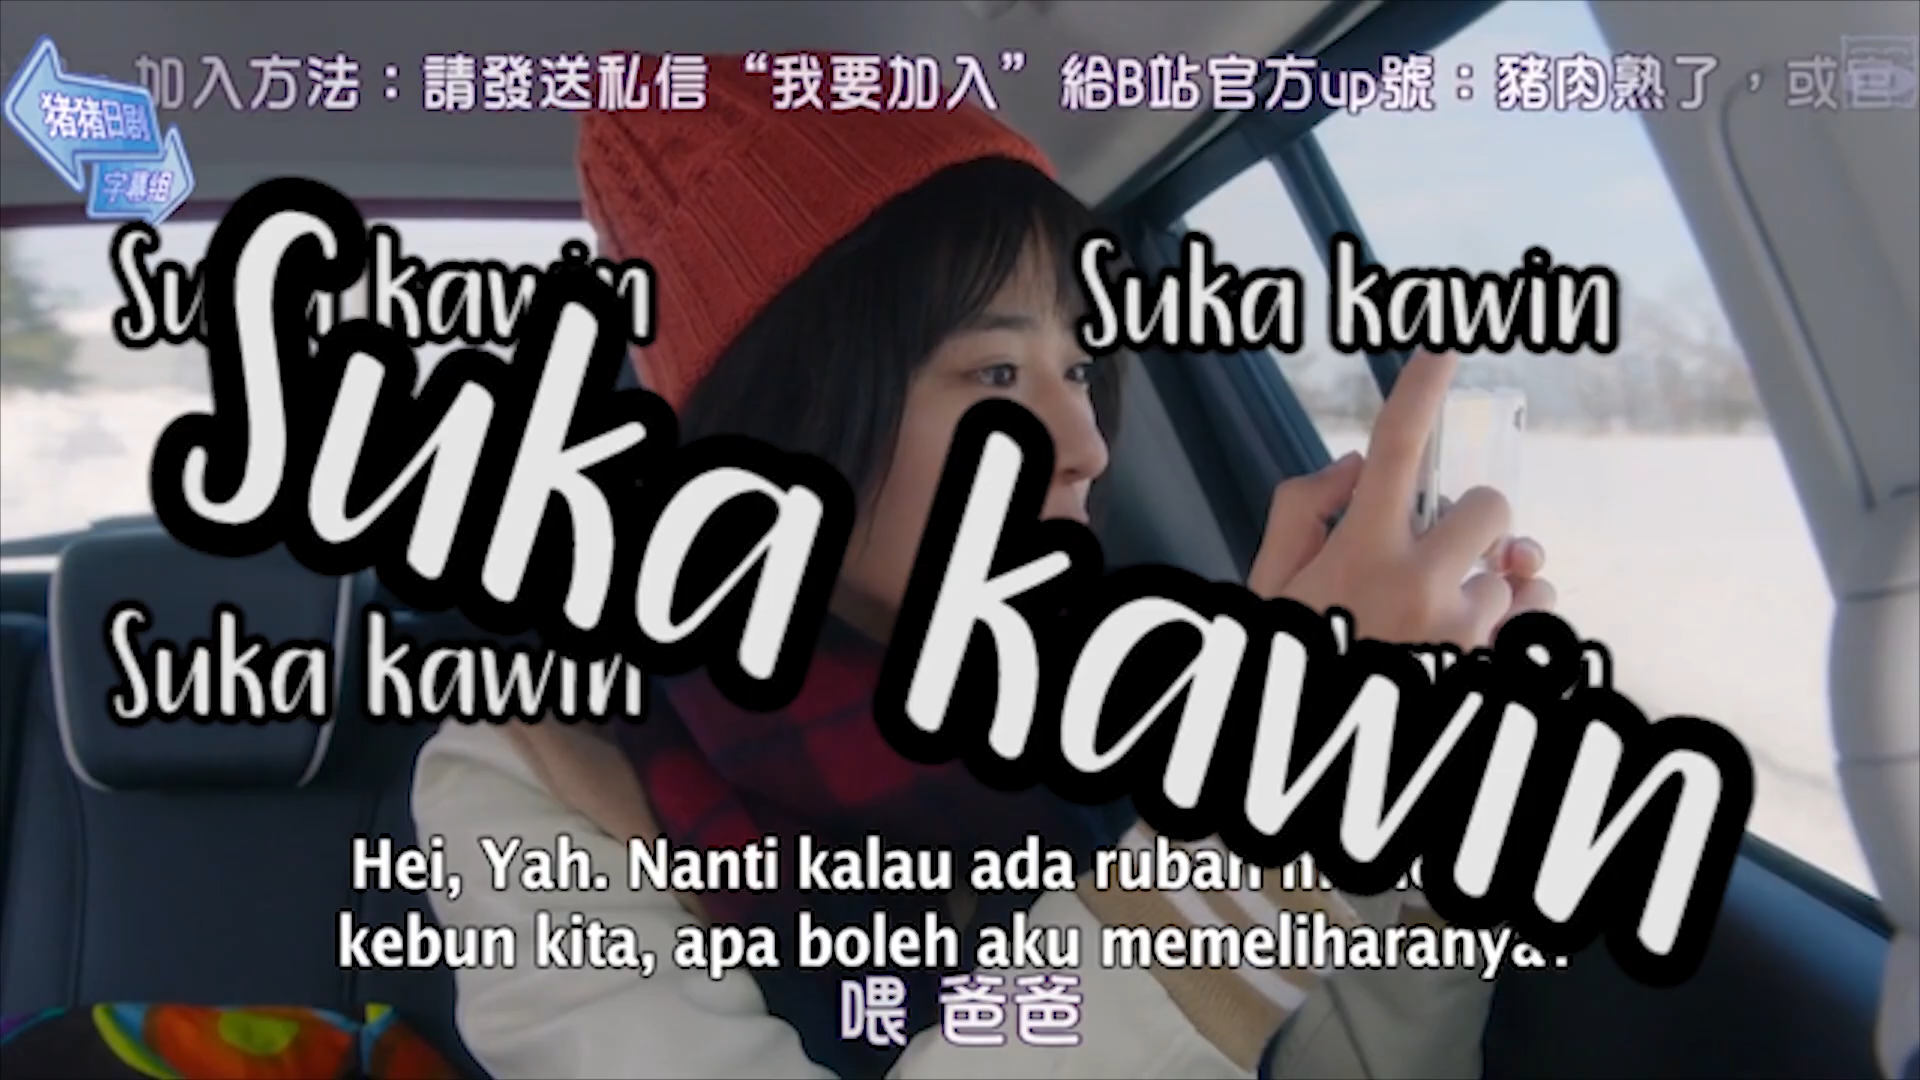 加入方法：請發送私信“我要加入”給B站官方up號：豬肉熟了，或官
猪猪日剧
字幕组
kawin
Suka kawin
Suka kawin
Suka kawin
Hei, Yah. Nanti kalau ada rubah
kebun kita, apa boleh aku memeliharanya?
喂 爸爸